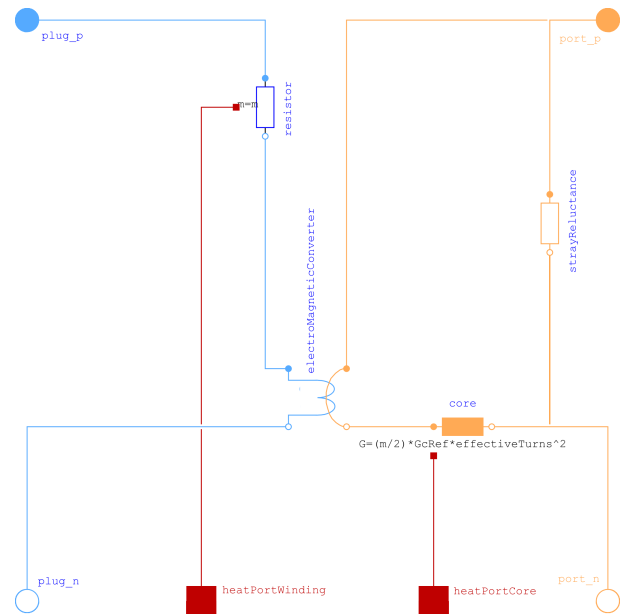 plug_p
port_p
m=m
resistor
strayReluctance
electroMagneticConverter
core
G=(m/2)*GcRef*effectiveTurns^2
plug_n
heatPortWinding
heatPortCore
port_n